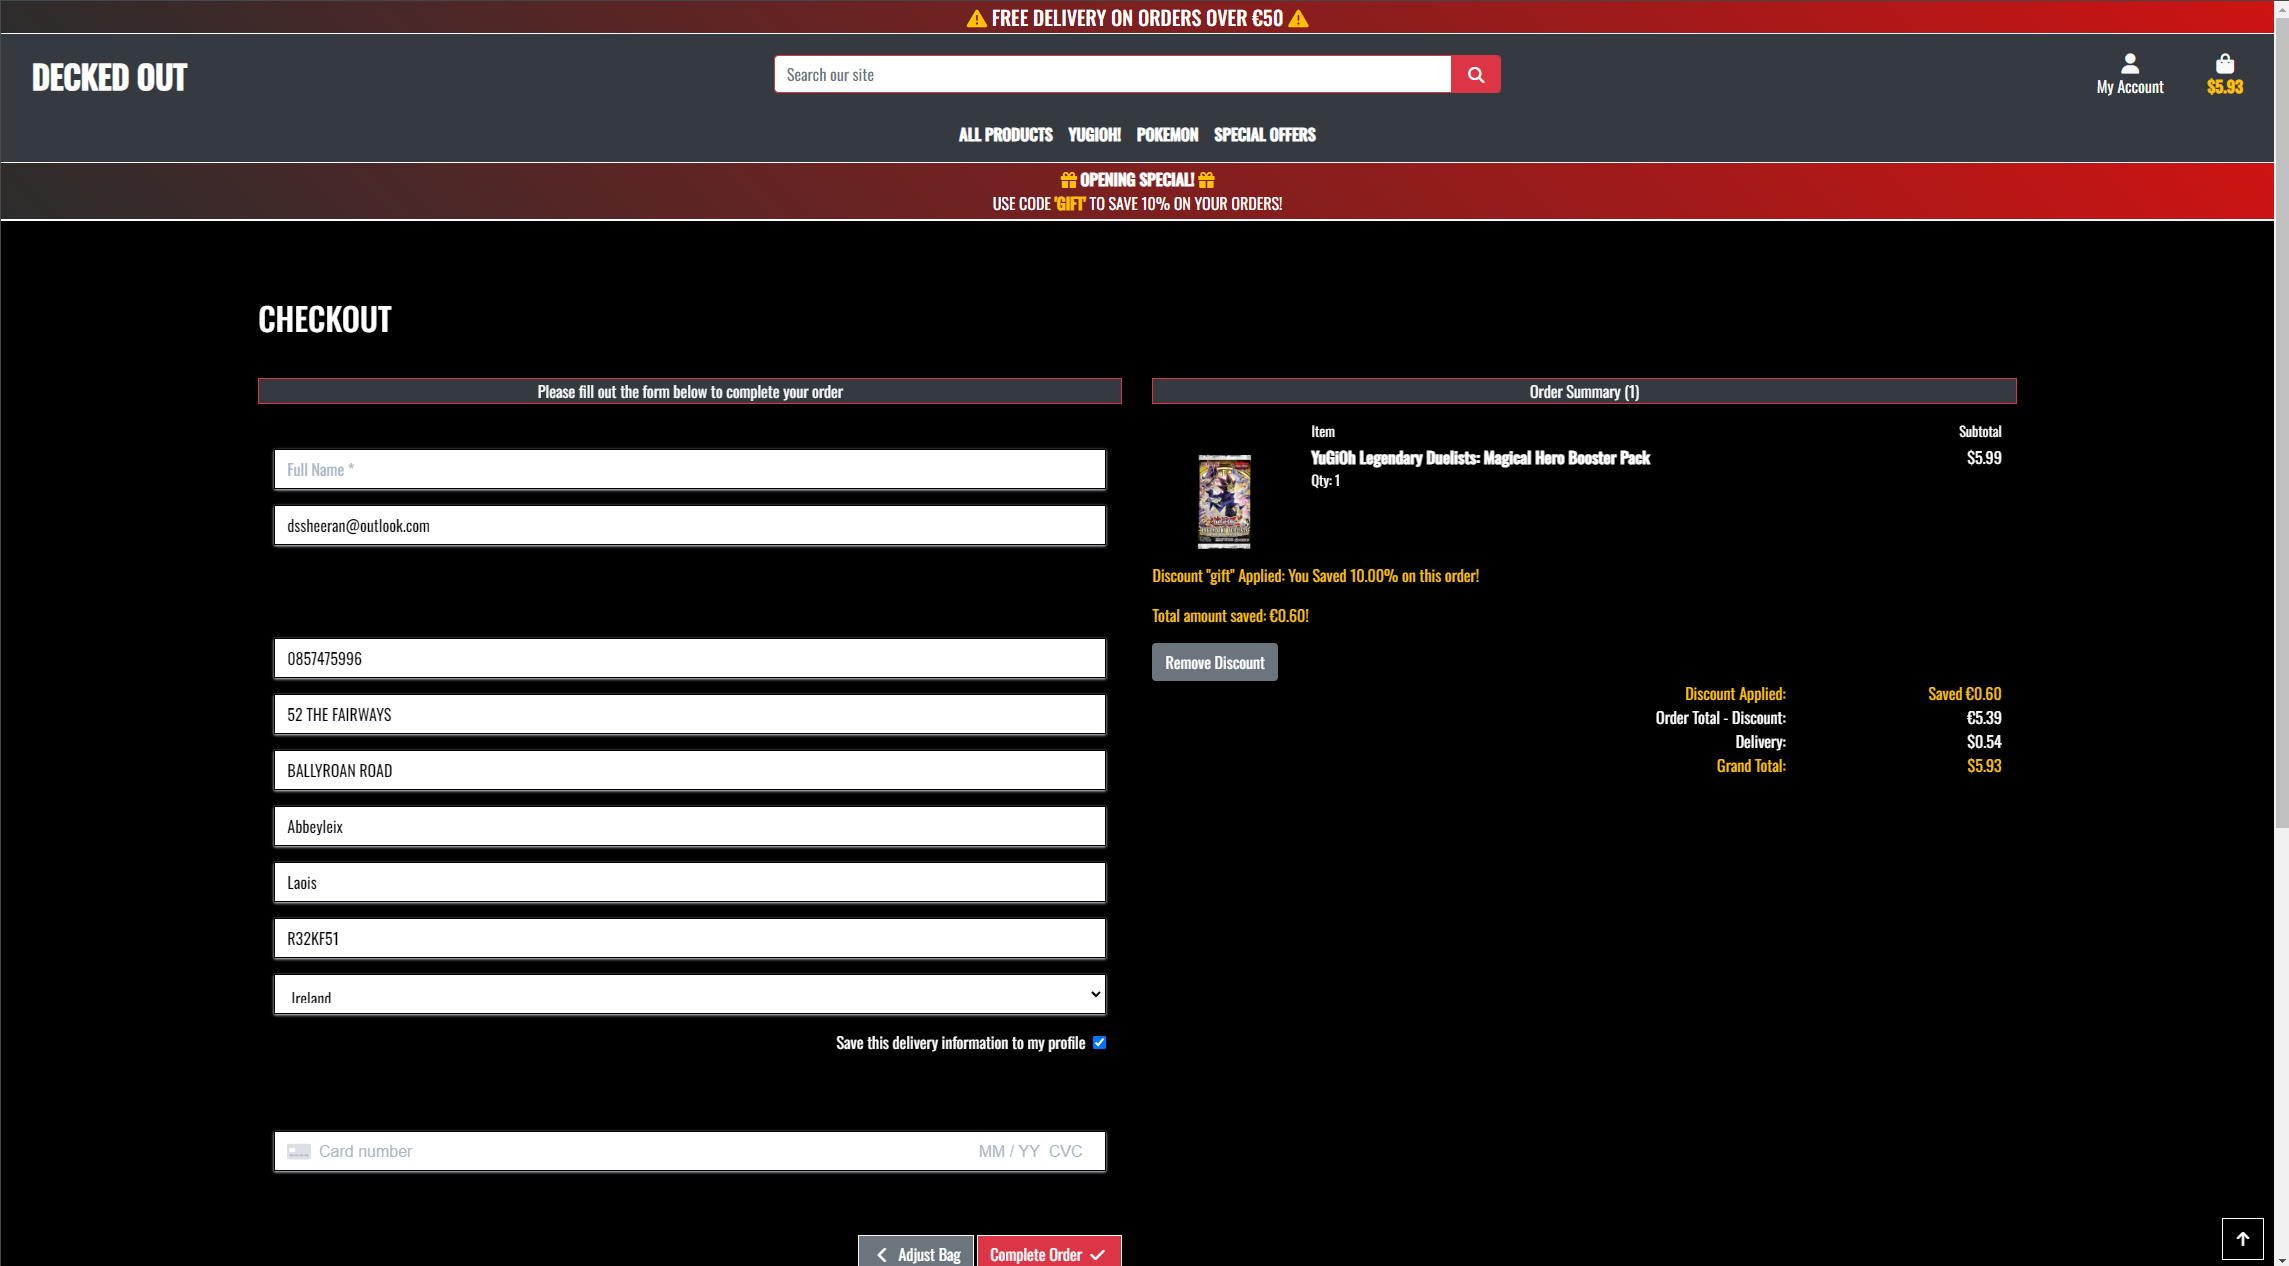 FREE DELIVERY ON ORDERS OVER €50
DECKED OUT
Search our site
My Account
$5.93
ALL PRODUCTS YUGIOH! POKEMON SPECIAL OFFERS
OPENING SPECIAL!
USE CODE 'GIFT' TO SAVE 10% ON YOUR ORDERS!
CHECKOUT
Please fill out the form below to complete your order
Full Name *
dssheeran@outlook.com
0857475996
52 THE FAIRWAYS
BALLYROAN ROAD
Abbeyleix
Laois
R32KF51
Ireland
Save this delivery information to my profile
Card number MM / YY CVC
Adjust Bag Complete Order
Order Summary (1)
Item Subtotal
YuGiOh Legendary Duelists: Magical Hero Booster Pack $5.99
Qty: 1
Discount "gift" Applied: You Saved 10.00% on this order!
Total amount saved: €0.60!
Remove Discount
Discount Applied: Saved €0.60
Order Total - Discount: €5.39
Delivery: $0.54
Grand Total: $5.93